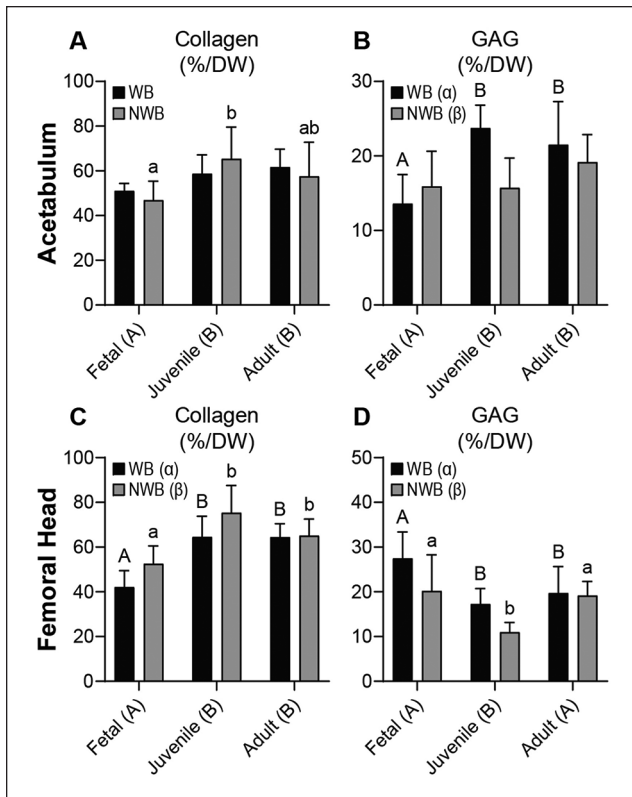 A
Collagen
(%/DW)
Acetabulum
100
80
60
40
20
0
WB
NWB
a
b
ab
Fetal (A)
Juvenile (B)
Adult (B)
B
GAG
(%/DW)
30
20
10
0
WB (α)
NWB (β)
A
B
B
Fetal (A)
Juvenile (B)
Adult (B)
C
Collagen
(%/DW)
Femoral Head
100
80
60
40
20
0
WB (α)
NWB (β)
A
a
B
b
B
b
Fetal (A)
Juvenile (B)
Adult (B)
D
GAG
(%/DW)
50
40
30
20
10
0
WB (α)
NWB (β)
A
a
B
b
B
a
Fetal (A)
Juvenile (B)
Adult (A)